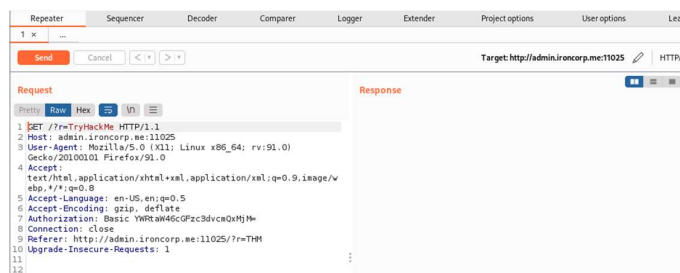 Repeater Sequencer Decoder Comparer Logger Extender Project options User options Lea
1 × ...
Send Cancel < > Target: http://admin.ironcorp.me:11025 HTTP/
Request Response
Pretty Raw Hex \n
1 GET /?r=TryHackMe HTTP/1.1
2 Host: admin.ironcorp.me:11025
3 User-Agent: Mozilla/5.0 (X11; Linux x86_64; rv:91.0)
Gecko/20100101 Firefox/91.0
4 Accept:
text/html,application/xhtml+xml,application/xml;q=0.9,image/w
ebp,*/*;q=0.8
5 Accept-Language: en-US,en;q=0.5
6 Accept-Encoding: gzip, deflate
7 Authorization: Basic YWRtaW46cGFzc3dvcmQxMjM=
8 Connection: close
9 Referer: http://admin.ironcorp.me:11025/?r=THM
10 Upgrade-Insecure-Requests: 1
11
12